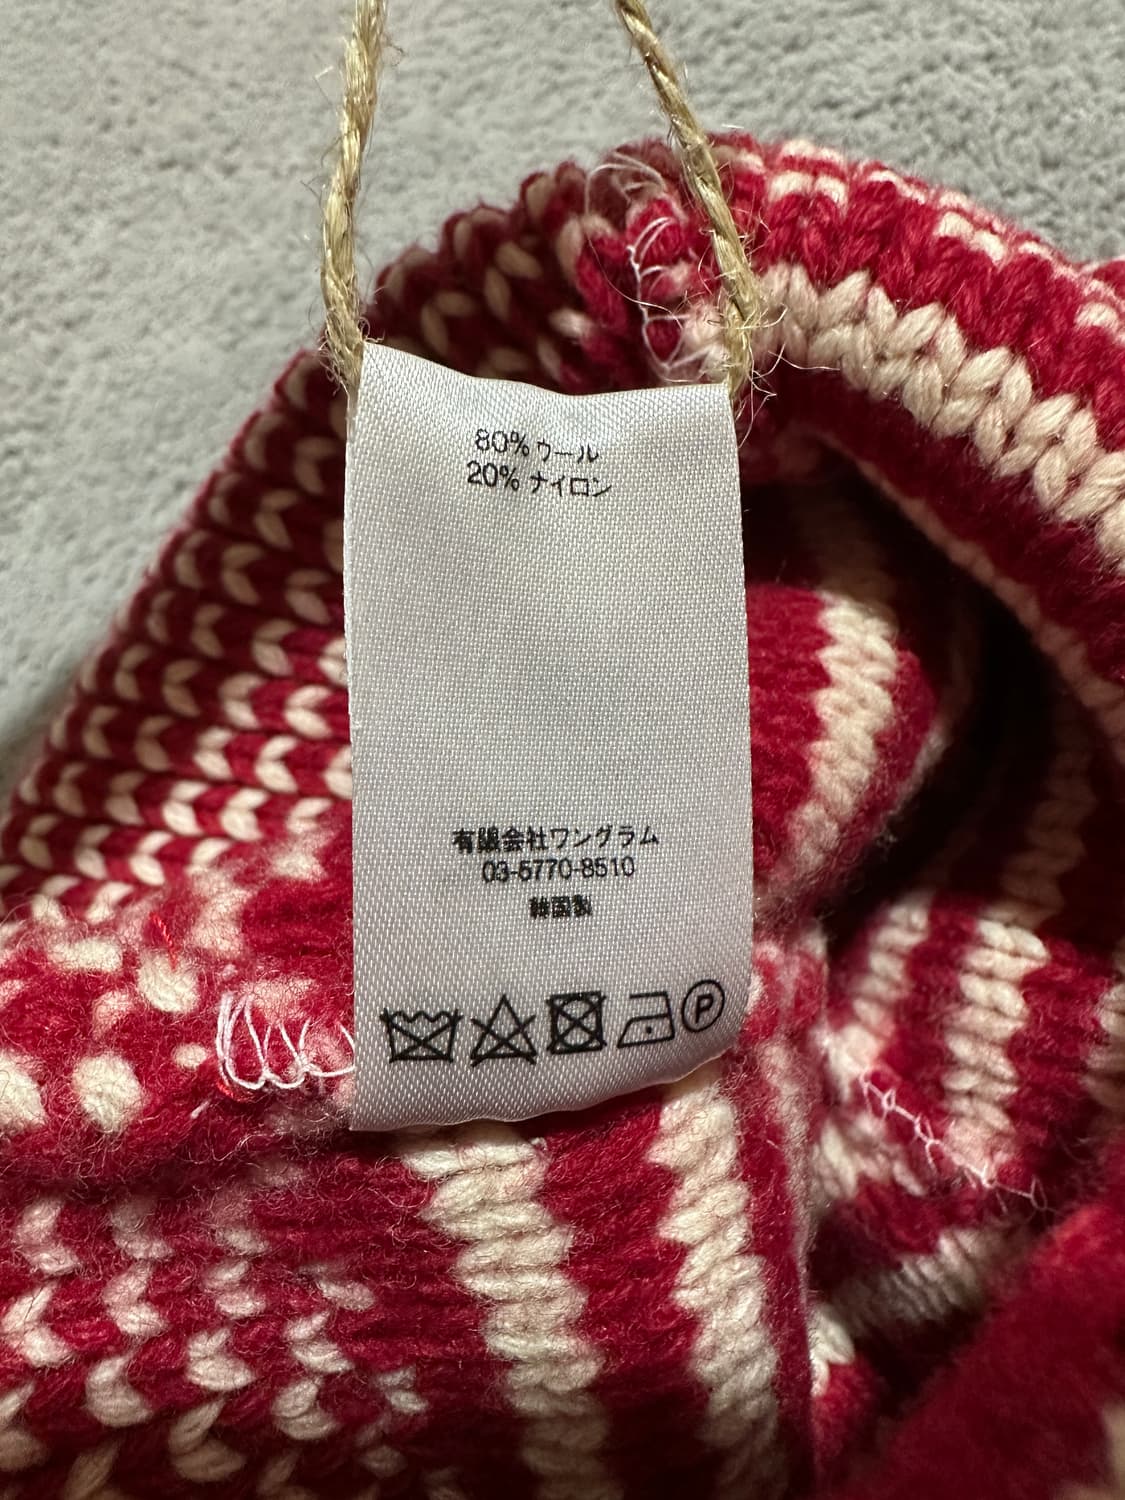 80% ウール
20% ナイロン
有限会社ワングラム
03-5770-8510
韓国製
P